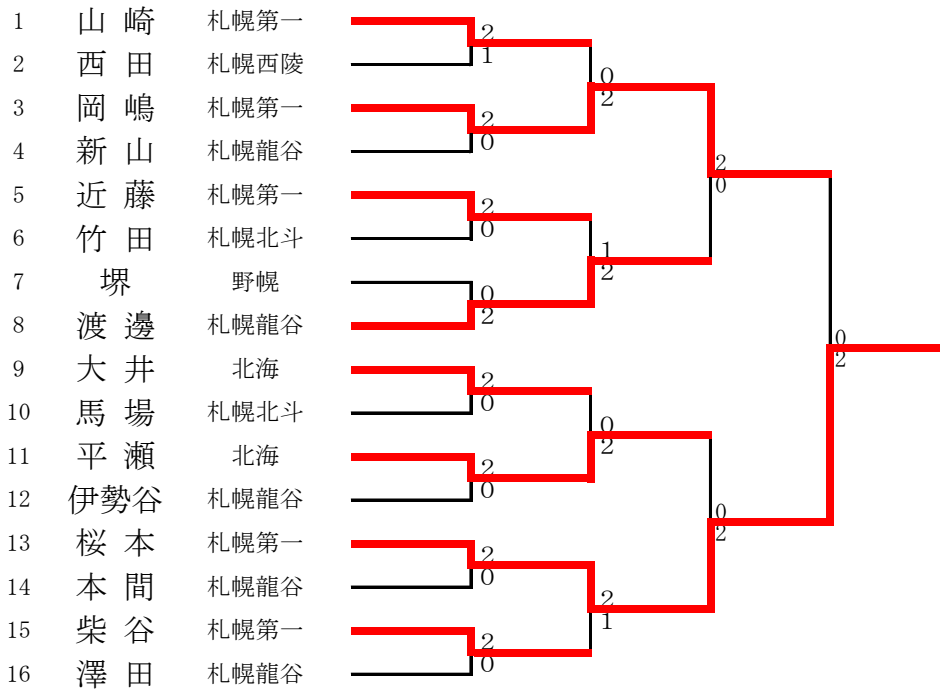 1 山崎 札幌第一
2 西田 札幌西陵
3 岡嶋 札幌第一
4 新山 札幌龍谷
5 近藤 札幌第一
6 竹田 札幌北斗
7 堺 野幌
8 渡邊 札幌龍谷
9 大井 北海
10 馬場 札幌北斗
11 平瀬 北海
12 伊勢谷 札幌龍谷
13 桜本 札幌第一
14 本間 札幌龍谷
15 柴谷 札幌第一
16 澤田 札幌龍谷
2
1
2
0
2
0
0
2
2
0
2
0
2
0
2
0
0
2
1
2
0
2
2
1
2
0
0
2
0
2